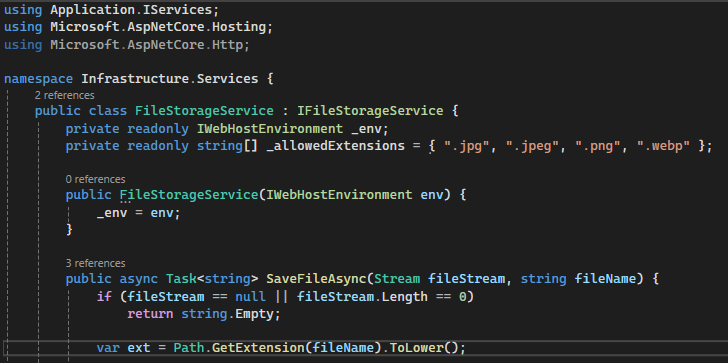 using Application.IServices;
using Microsoft.AspNetCore.Hosting;
using Microsoft.AspNetCore.Http;
namespace Infrastructure.Services {
2 references
public class FileStorageService : IFileStorageService {
private readonly IWebHostEnvironment _env;
private readonly string[] _allowedExtensions = { ".jpg", ".jpeg", ".png", ".webp" };
0 references
public FileStorageService(IWebHostEnvironment env) {
_env = env;
}
3 references
public async Task<string> SaveFileAsync(Stream fileStream, string fileName) {
if (fileStream == null || fileStream.Length == 0)
return string.Empty;
var ext = Path.GetExtension(fileName).ToLower();